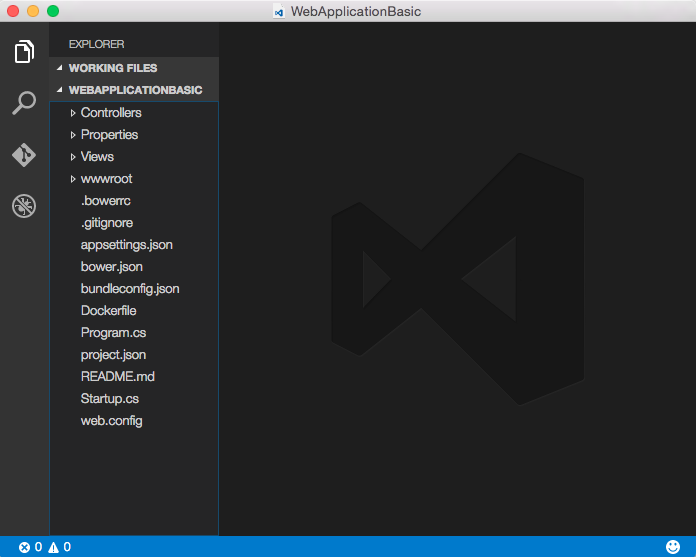 WebApplicationBasic
EXPLORER
WORKING FILES
WEBAPPLICATIONBASIC
Controllers
Properties
Views
wwwroot
.bowerrc
.gitignore
appsettings.json
bower.json
bundleconfig.json
Dockerfile
Program.cs
project.json
README.md
Startup.cs
web.config
0 0